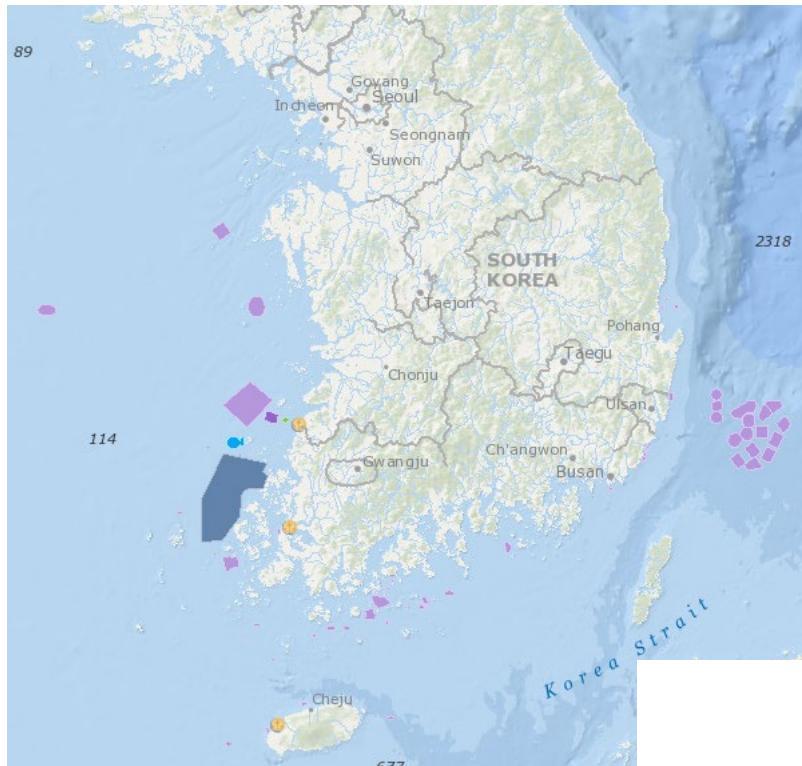 89
Goyang
Seoul
Incheon
Seongnam
Suwon
2318
SOUTH
KOREA
Taejon
Pohang
Taegu
Chonju
Ulsan
114
Ch'angwon
Gwangju
Busan
Korea Strait
Cheju
677